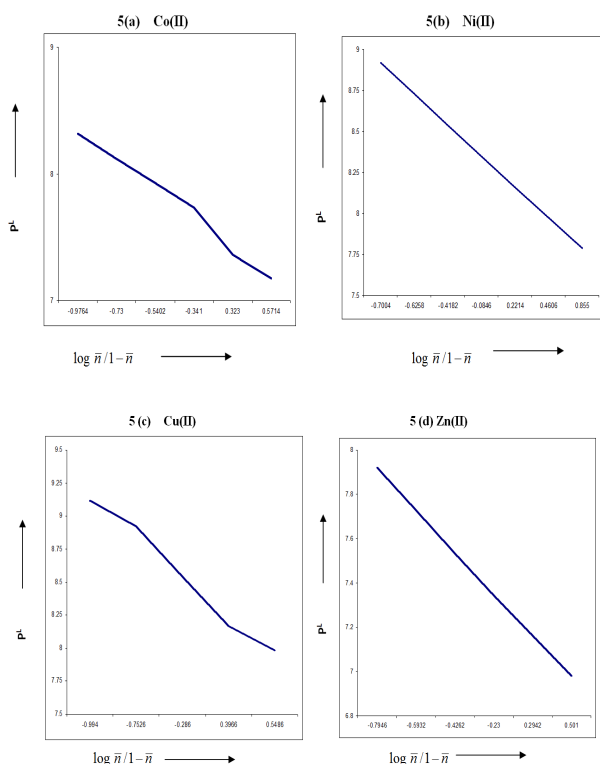 5(a) Co(II)
9
8
7
-0.9764 -0.73 -0.5402 -0.341 0.323 0.5714
Pᴸ
log n̅ /1− n̅
5(b) Ni(II)
9
8.75
8.5
8.25
8
7.75
7.5
-0.7004 -0.6258 -0.4182 -0.0846 0.2214 0.4606 0.855
Pᴸ
log n̅ /1− n̅
5 (c) Cu(II)
9.5
9.25
9
8.75
8.5
8.25
8
7.75
7.5
-0.994 -0.7526 -0.286 0.3966 0.5486
Pᴸ
log n̅ /1− n̅
5 (d) Zn(II)
8
7.8
7.6
7.4
7.2
7
6.8
-0.7946 -0.5932 -0.4262 -0.23 0.2942 0.501
Pᴸ
log n̅ /1− n̅